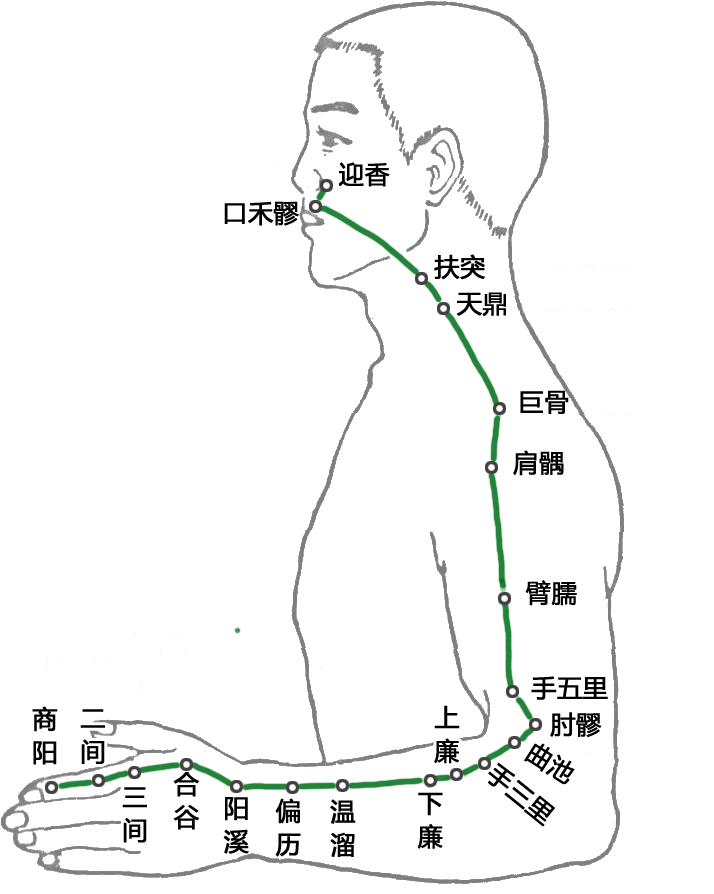 迎香
口禾髎
扶突
天鼎
巨骨
肩髃
臂臑
手五里
肘髎
曲池
手三里
上廉
下廉
温溜
偏历
阳溪
合谷
三间
二间
商阳